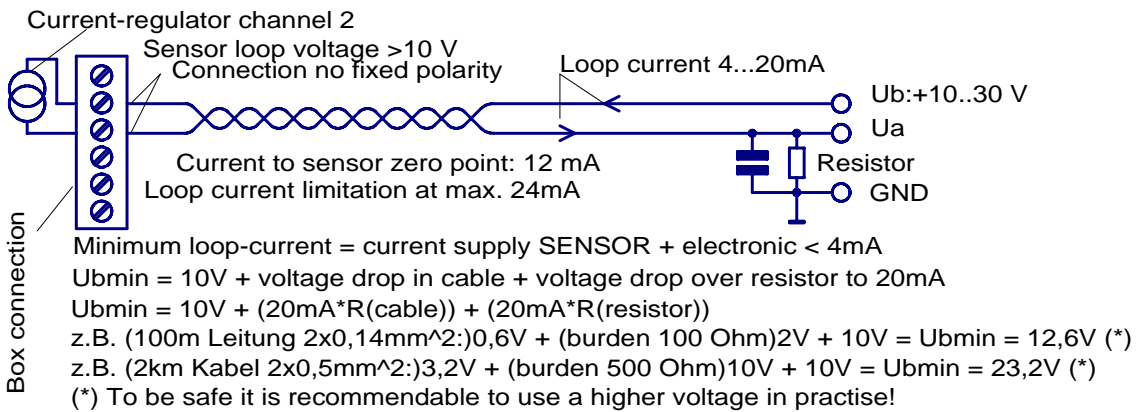 Current-regulator channel 2
Sensor loop voltage >10 V
Connection no fixed polarity
Loop current 4...20mA
Ub:+10..30 V
Ua
Current to sensor zero point: 12 mA
Resistor
Loop current limitation at max. 24mA
GND
Box connection
Minimum loop-current = current supply SENSOR + electronic < 4mA
Ubmin = 10V + voltage drop in cable + voltage drop over resistor to 20mA
Ubmin = 10V + (20mA*R(cable)) + (20mA*R(resistor))
z.B. (100m Leitung 2x0,14mm^2:)0,6V + (burden 100 Ohm)2V + 10V = Ubmin = 12,6V (*)
z.B. (2km Kabel 2x0,5mm^2:)3,2V + (burden 500 Ohm)10V + 10V = Ubmin = 23,2V (*)
(*) To be safe it is recommendable to use a higher voltage in practise!